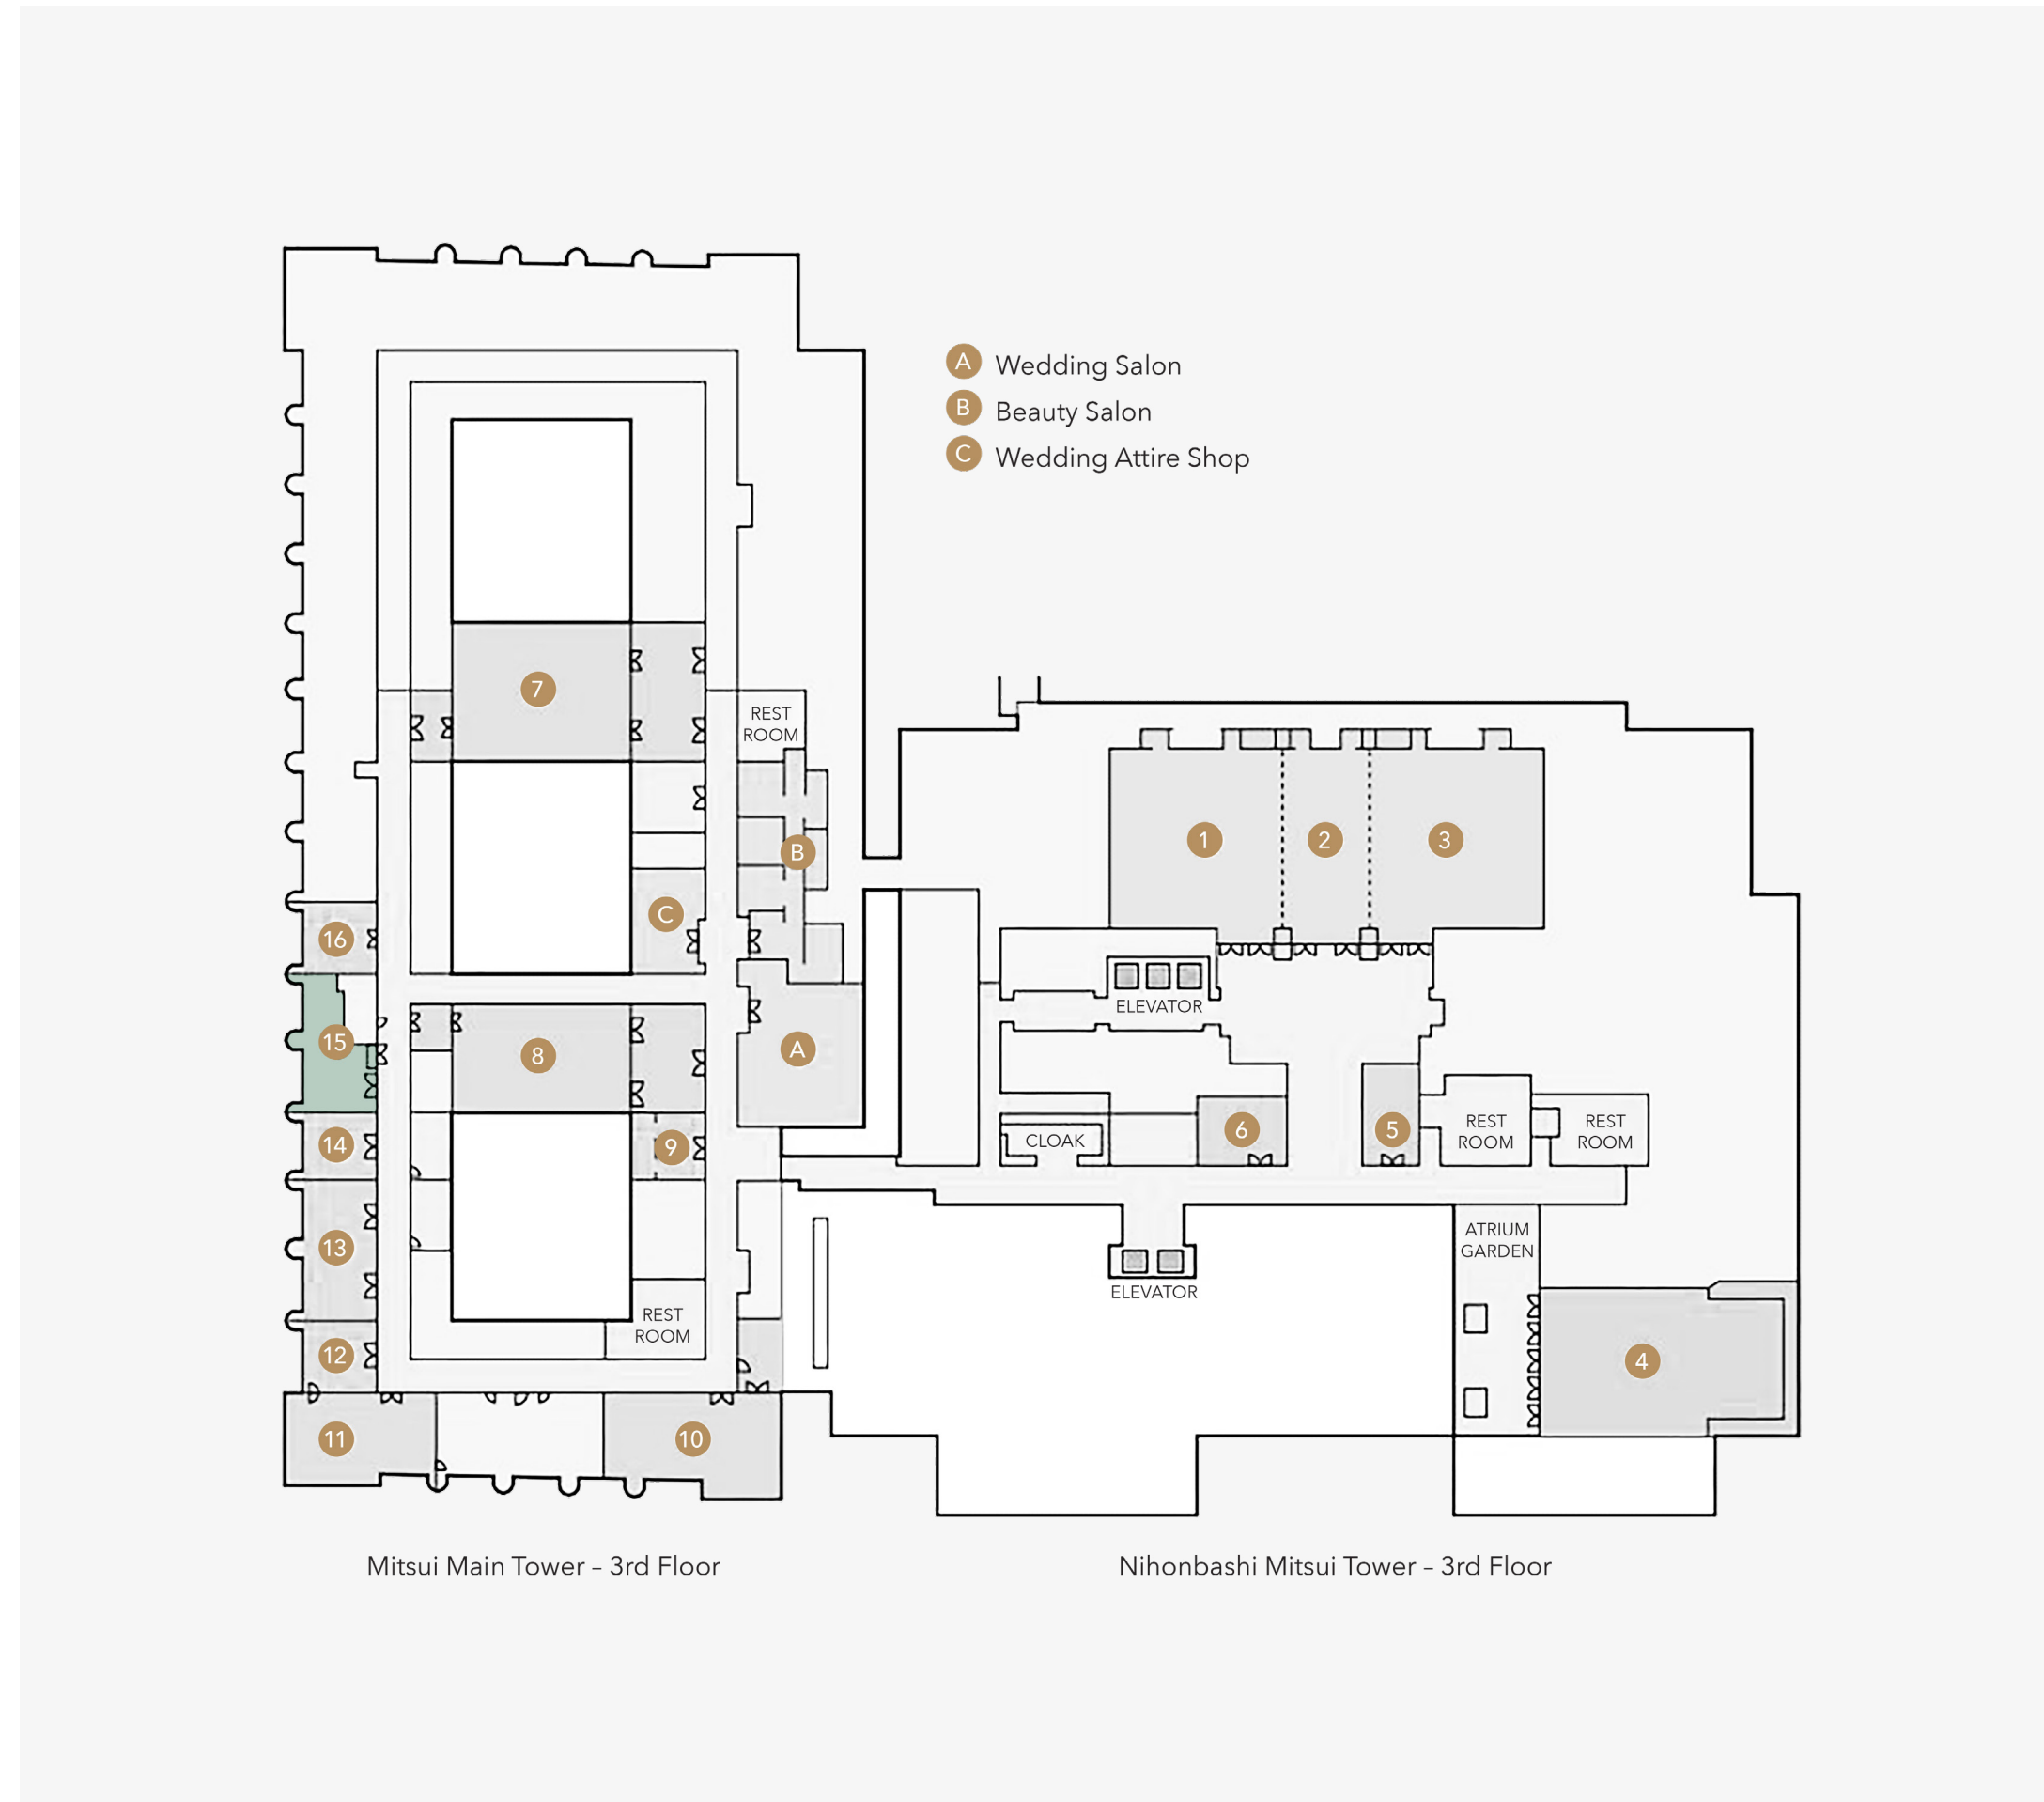 A Wedding Salon
B Beauty Salon
C Wedding Attire Shop
7
REST
ROOM
1
2
3
B
C
16
ELEVATOR
15
8
A
14
9
CLOAK
6
5
REST
ROOM
REST
ROOM
13
ATRIUM
GARDEN
ELEVATOR
12
REST
ROOM
4
11
10
Mitsui Main Tower – 3rd Floor
Nihonbashi Mitsui Tower – 3rd Floor